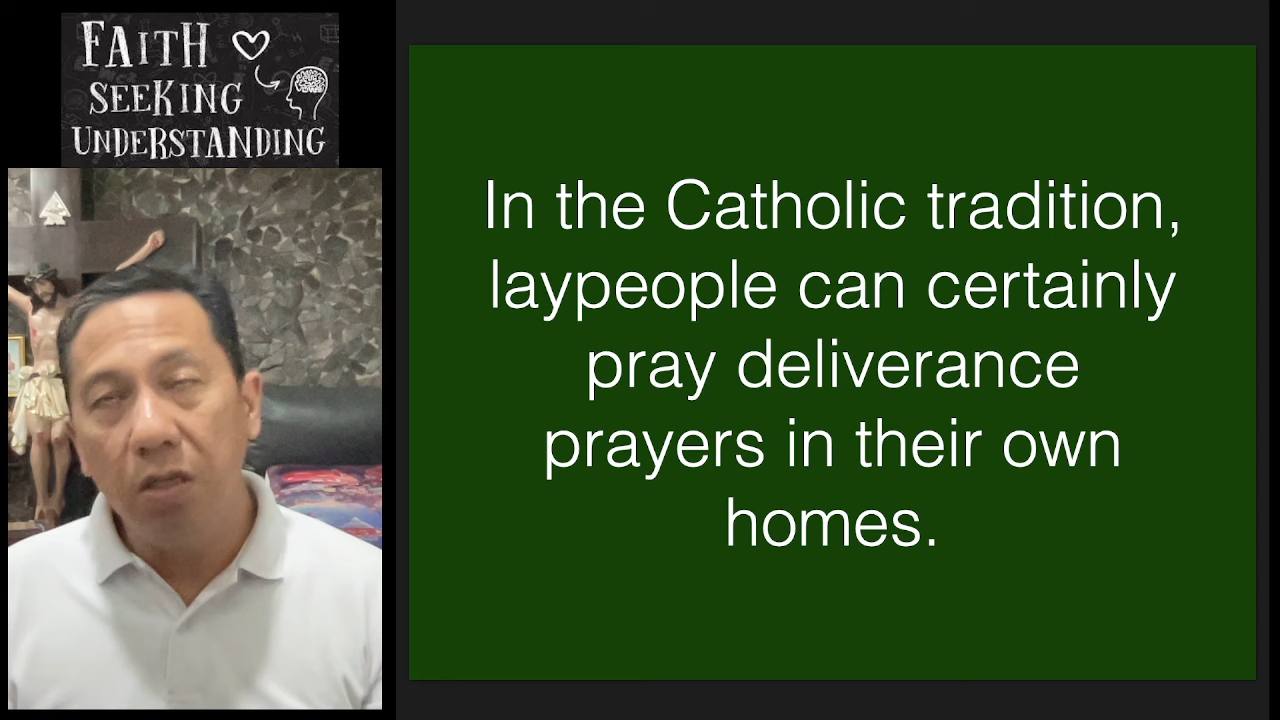 FAITH
SEEKING
UNDERSTANDING
In the Catholic tradition,
laypeople can certainly
pray deliverance
prayers in their own
homes.